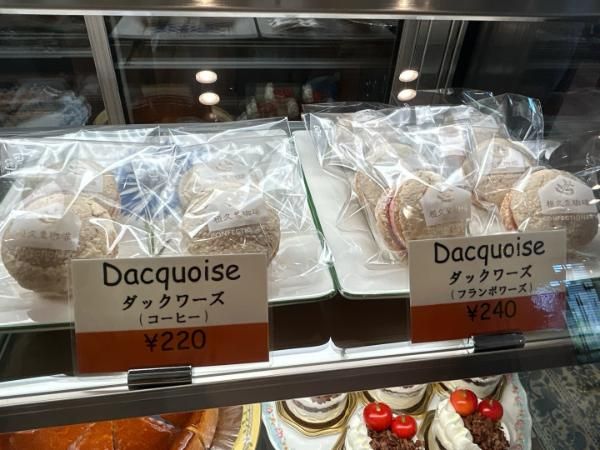 Dacquoise
ダックワーズ
(コーヒー)
¥220
Dacquoise
ダックワーズ
(フランボワーズ)
¥240